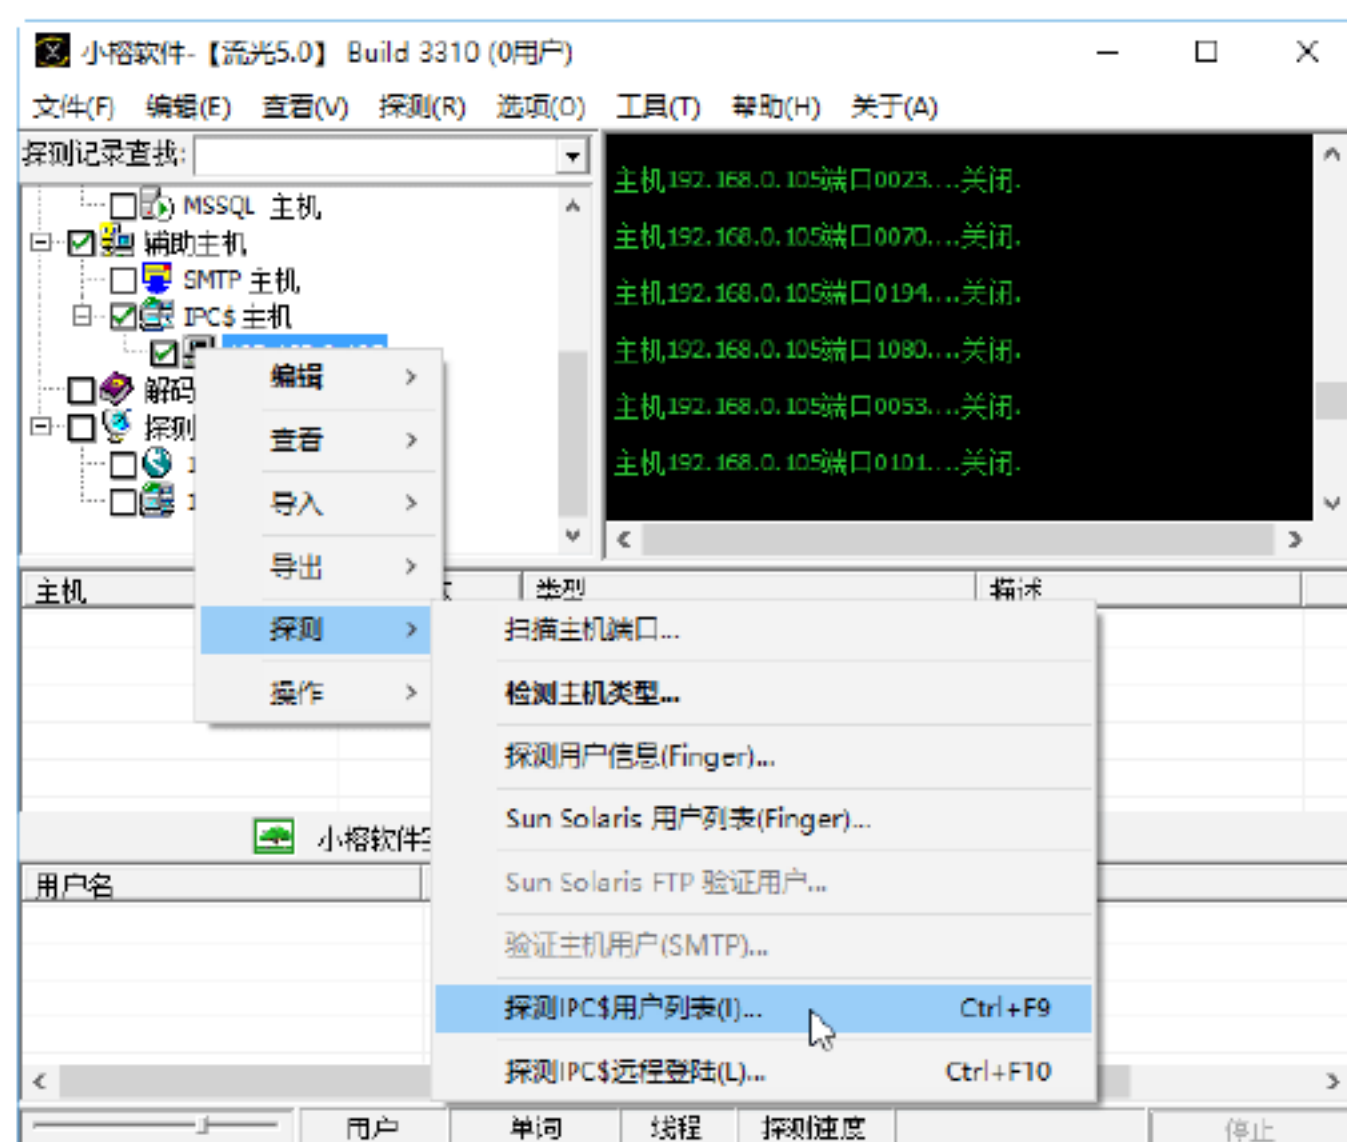 小榕软件-【流光5.0】 Build 3310 (0用户)
文件(F) 编辑(E) 查看(V) 探测(R) 选项(O) 工具(T) 帮助(H) 关于(A)
探测记录查找:
MSSQL 主机
辅助主机
SMTP 主机
IPC$ 主机
解码
探测
主机192.168.0.105端口0023....关闭.
主机192.168.0.105端口0070....关闭.
主机192.168.0.105端口0194....关闭.
主机192.168.0.105端口1080....关闭.
主机192.168.0.105端口0053....关闭.
主机192.168.0.105端口0101....关闭.
编辑
查看
导入
导出
探测
操作
主机 类型 描述
扫描主机端口...
检测主机类型...
探测用户信息(Finger)...
Sun Solaris 用户列表(Finger)...
Sun Solaris FTP 验证用户...
验证主机用户(SMTP)...
探测IPC$用户列表(I)... Ctrl+F9
探测IPC$远程登陆(L)... Ctrl+F10
小榕软件
用户名
用户 单词 线程 探测速度 停止